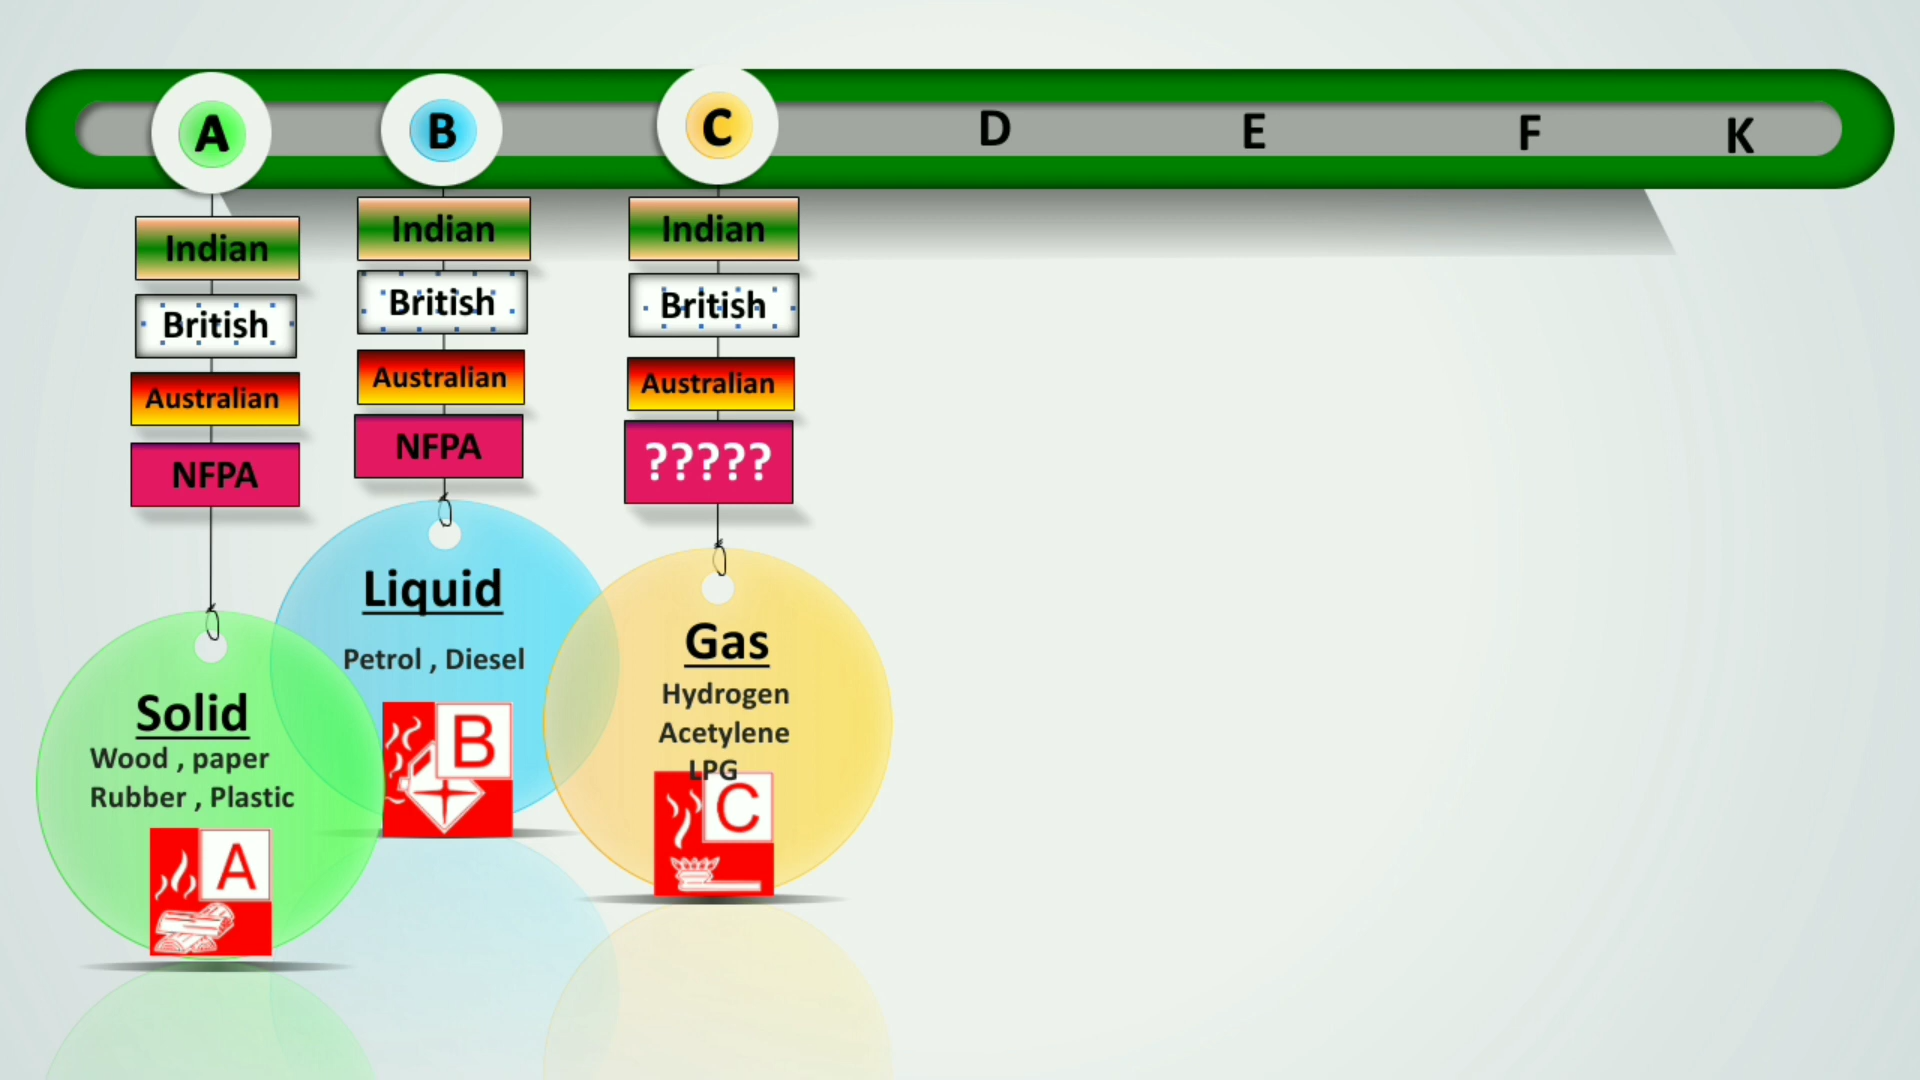 A
B
C
D
E
F
K
Indian
British
Australian
NFPA
Solid
Wood , paper
Rubber , Plastic
A
Indian
British
Australian
NFPA
Liquid
Petrol , Diesel
B
Indian
British
Australian
?????
Gas
Hydrogen
Acetylene
LPG
C